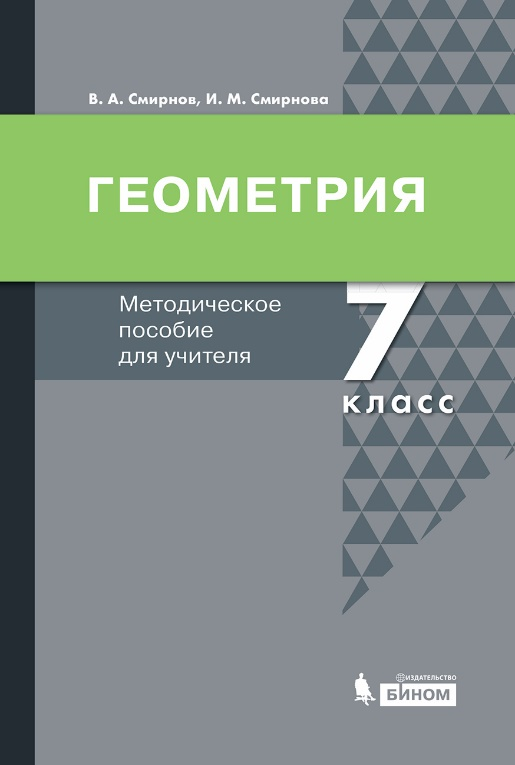 В. А. Смирнов, И. М. Смирнова
ГЕОМЕТРИЯ
Методическое
пособие
для учителя
7
класс
ИЗДАТЕЛЬСТВО
БИНОМ